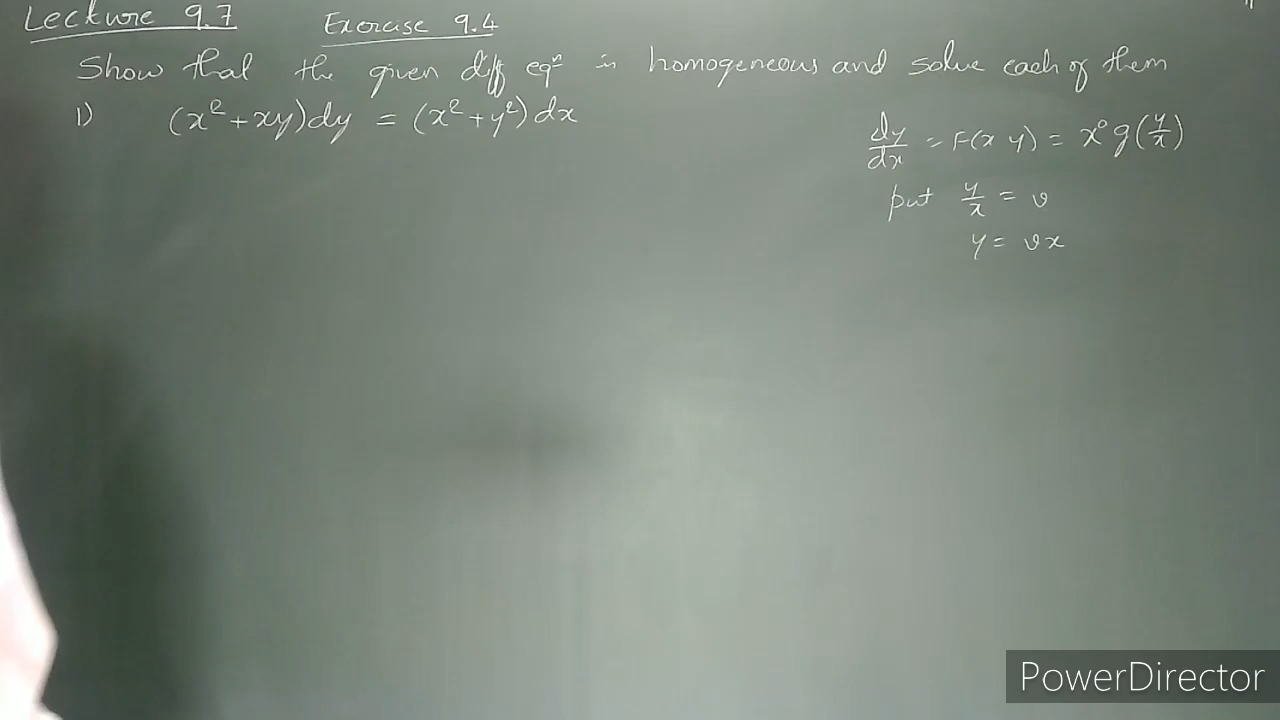 Lecture 9.7 Exercise 9.4
Show that the given diff eqⁿ is homogeneous and solve each of them
1) (x²+xy)dy = (x²+y²)dx
dy/dx = F(x y) = x⁰ g(y/x)
put y/x = v
y = vx
PowerDirector